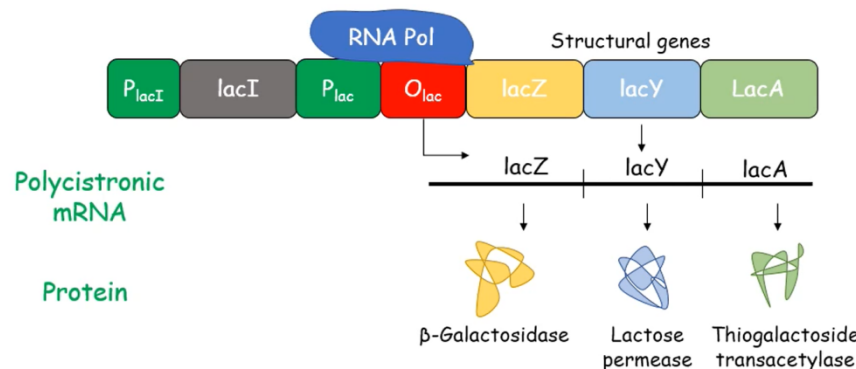 RNA Pol
Structural genes
PlacI lacI Plac Olac lacZ lacY LacA
lacZ lacY lacA
Polycistronic
mRNA
Protein
β-Galactosidase
Lactose
permease
Thiogalactoside
transacetylase